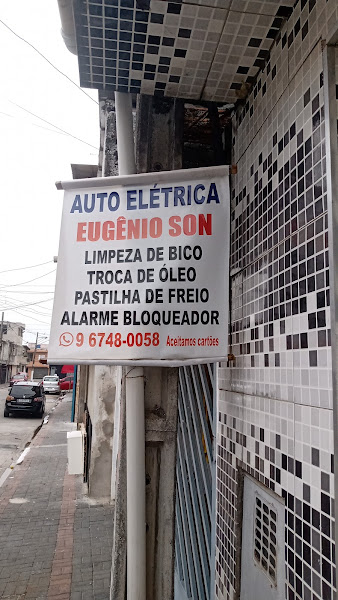 AUTO ELÉTRICA
EUGÊNIO SON
LIMPEZA DE BICO
TROCA DE ÓLEO
PASTILHA DE FREIO
ALARME BLOQUEADOR
9 6748-0058 Aceitamos cartões